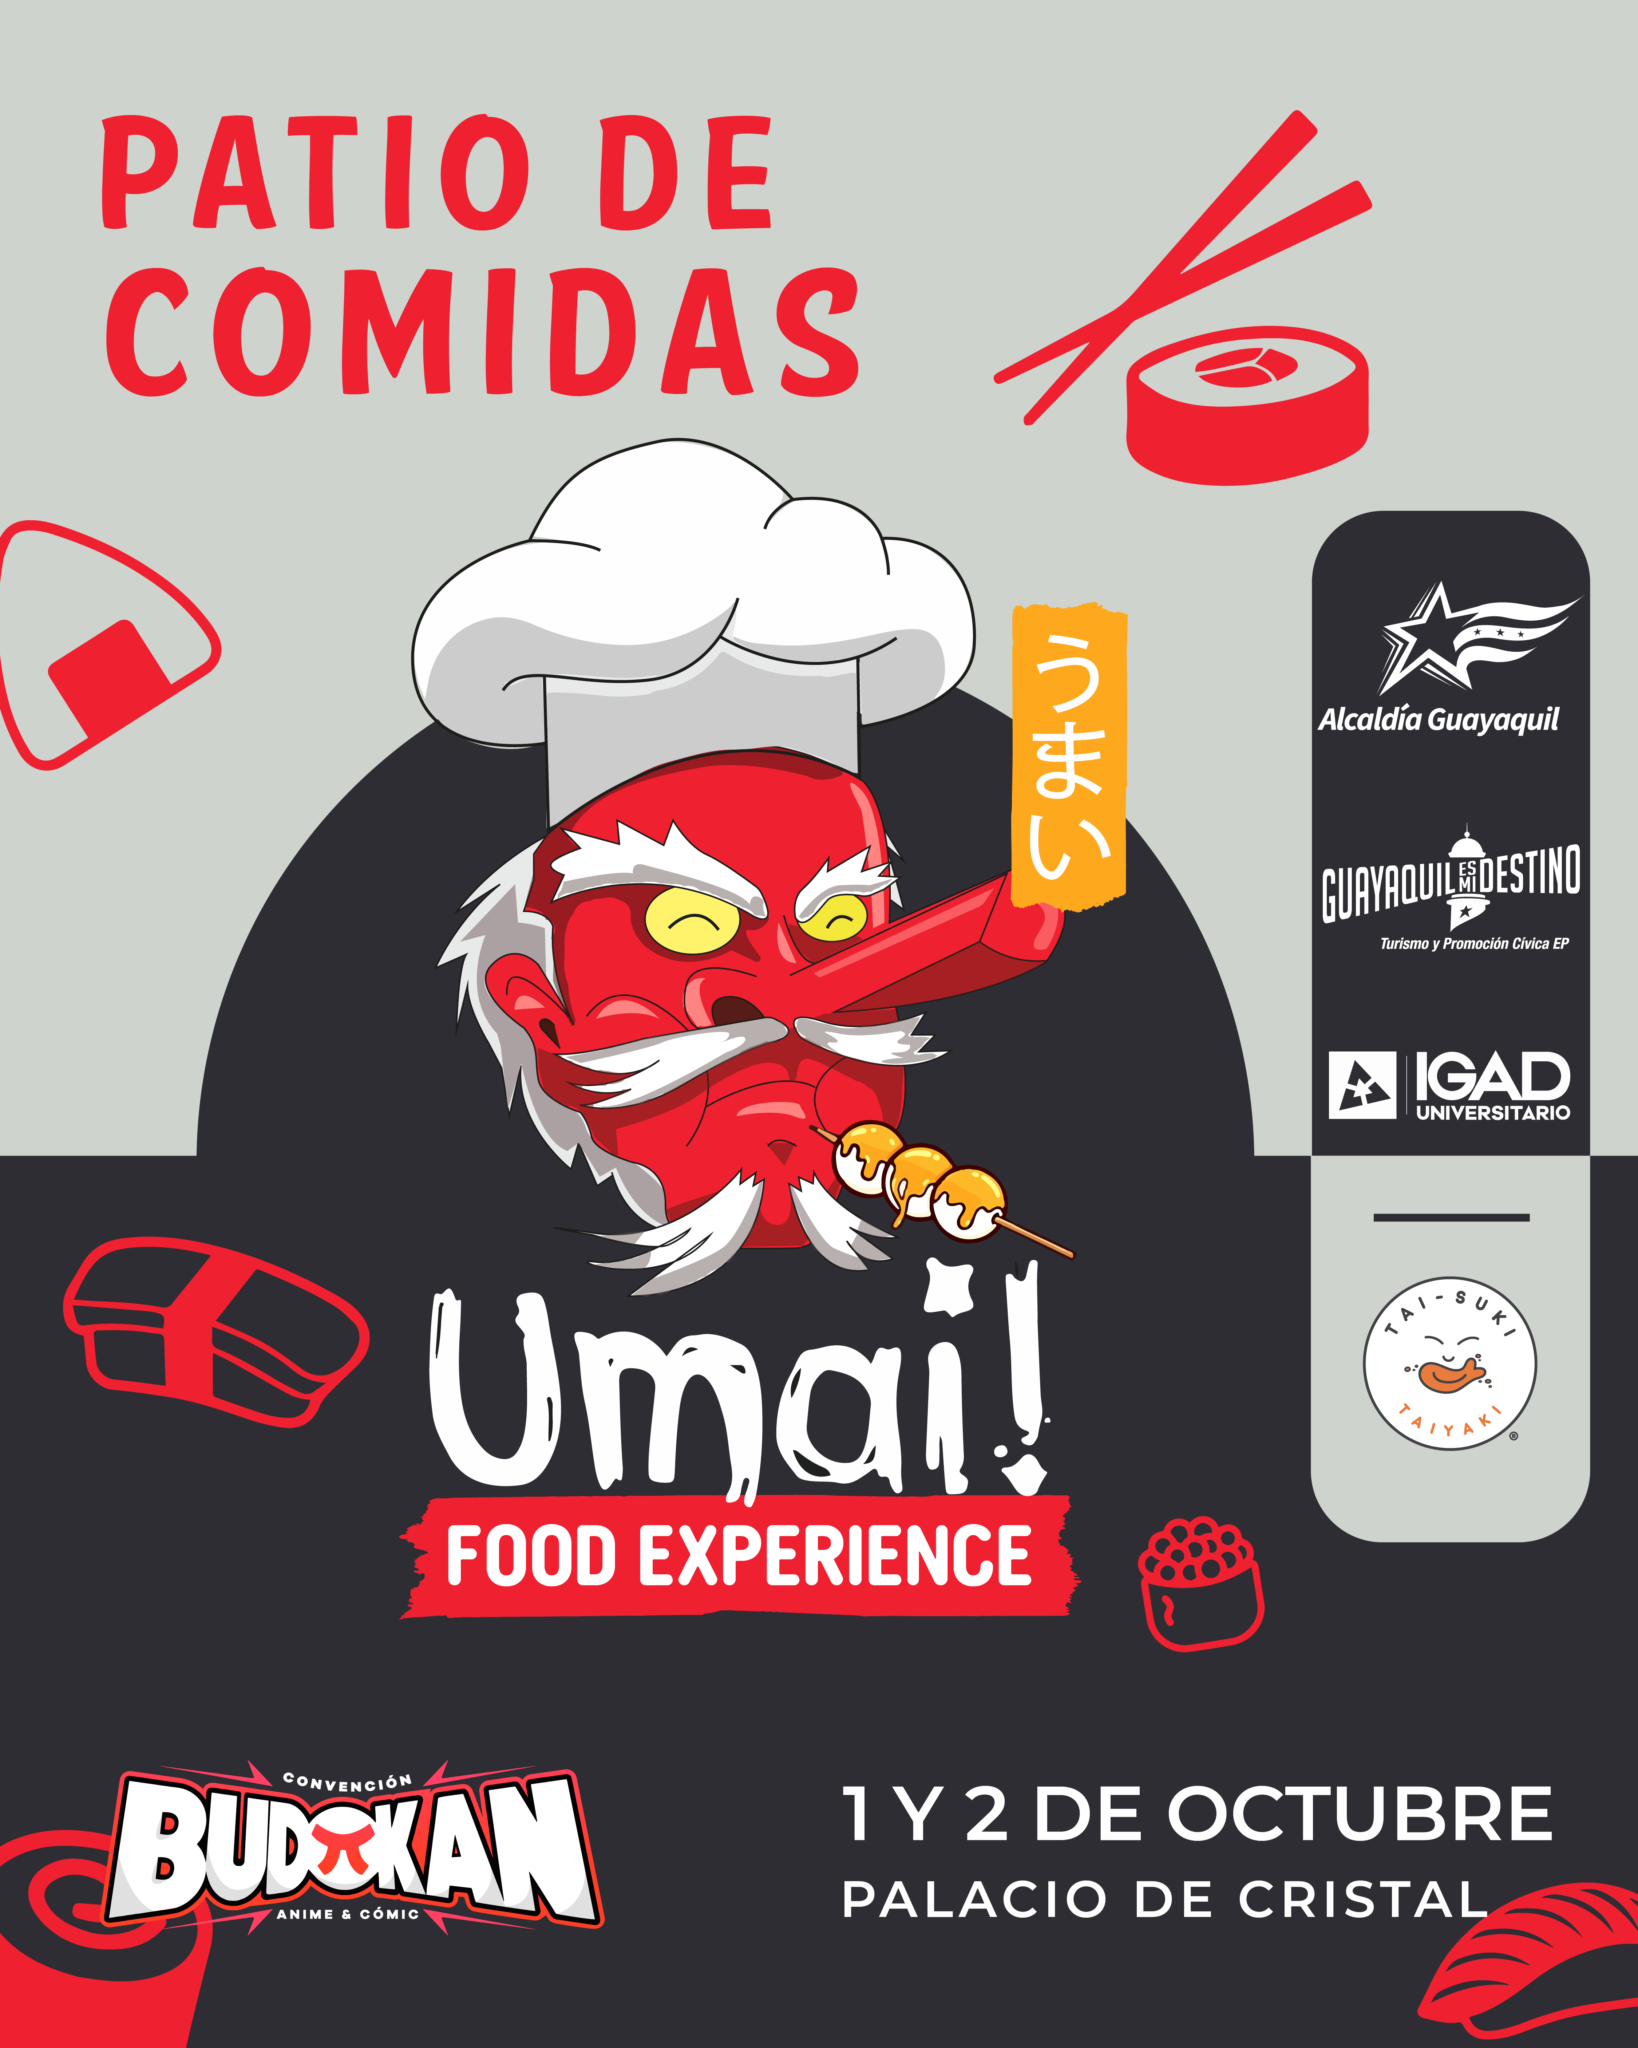 PATIO DE
COMIDAS
うまい
Alcaldía Guayaquil
GUAYAQUIL ES MI DESTINO
Turismo y Promoción Cívica EP
IGAD
UNIVERSITARIO
TAI-SUKI
TAIYAKI
®
Umai!
FOOD EXPERIENCE
CONVENCIÓN
BUDOKAN
ANIME & CÓMIC
1 Y 2 DE OCTUBRE
PALACIO DE CRISTAL